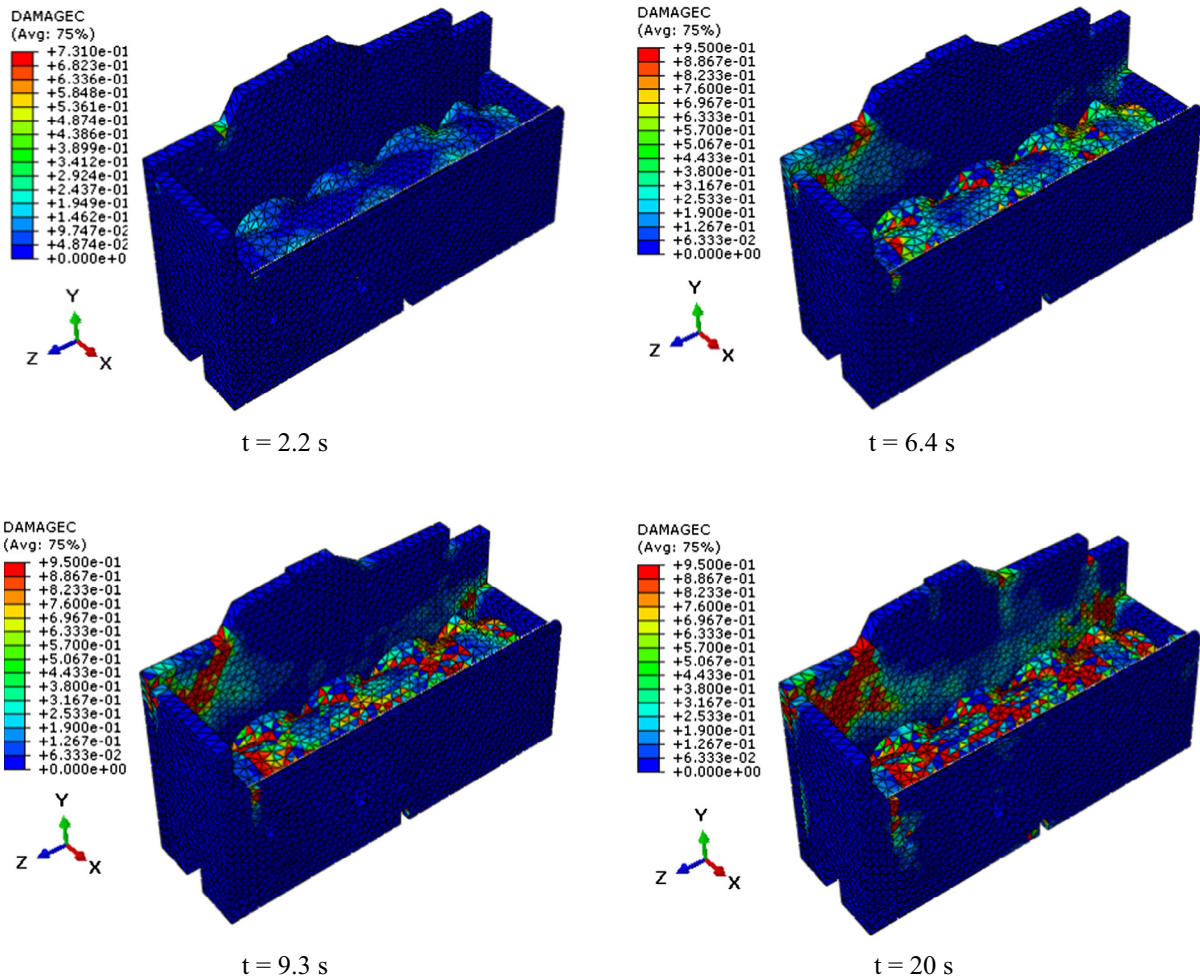 DAMAGEC
(Avg: 75%)
+7.310e-01
+6.823e-01
+6.336e-01
+5.848e-01
+5.361e-01
+4.874e-01
+4.386e-01
+3.899e-01
+3.412e-01
+2.924e-01
+2.437e-01
+1.949e-01
+1.462e-01
+9.747e-02
+4.874e-02
+0.000e+0
Y
Z
X
t = 2.2 s
DAMAGEC
(Avg: 75%)
+9.500e-01
+8.867e-01
+8.233e-01
+7.600e-01
+6.967e-01
+6.333e-01
+5.700e-01
+5.067e-01
+4.433e-01
+3.800e-01
+3.167e-01
+2.533e-01
+1.900e-01
+1.267e-01
+6.333e-02
+0.000e+00
Y
Z
X
t = 6.4 s
DAMAGEC
(Avg: 75%)
+9.500e-01
+8.867e-01
+8.233e-01
+7.600e-01
+6.967e-01
+6.333e-01
+5.700e-01
+5.067e-01
+4.433e-01
+3.800e-01
+3.167e-01
+2.533e-01
+1.900e-01
+1.267e-01
+6.333e-02
+0.000e+00
Y
Z
X
t = 9.3 s
DAMAGEC
(Avg: 75%)
+9.500e-01
+8.867e-01
+8.233e-01
+7.600e-01
+6.967e-01
+6.333e-01
+5.700e-01
+5.067e-01
+4.433e-01
+3.800e-01
+3.167e-01
+2.533e-01
+1.900e-01
+1.267e-01
+6.333e-02
+0.000e+00
Y
Z
X
t = 20 s